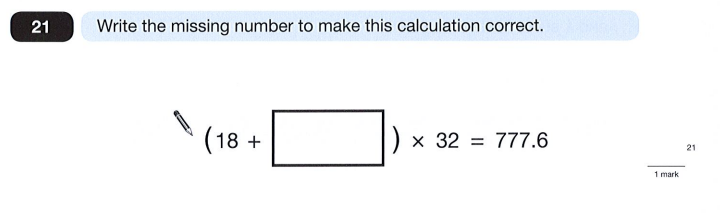 21 Write the missing number to make this calculation correct.
(18 + ) × 32 = 777.6
21
1 mark